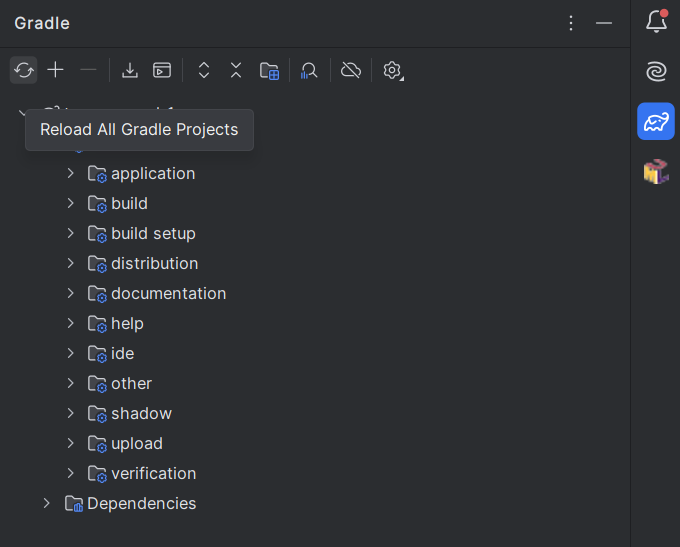 Gradle
Reload All Gradle Projects
application
build
build setup
distribution
documentation
help
ide
other
shadow
upload
verification
Dependencies